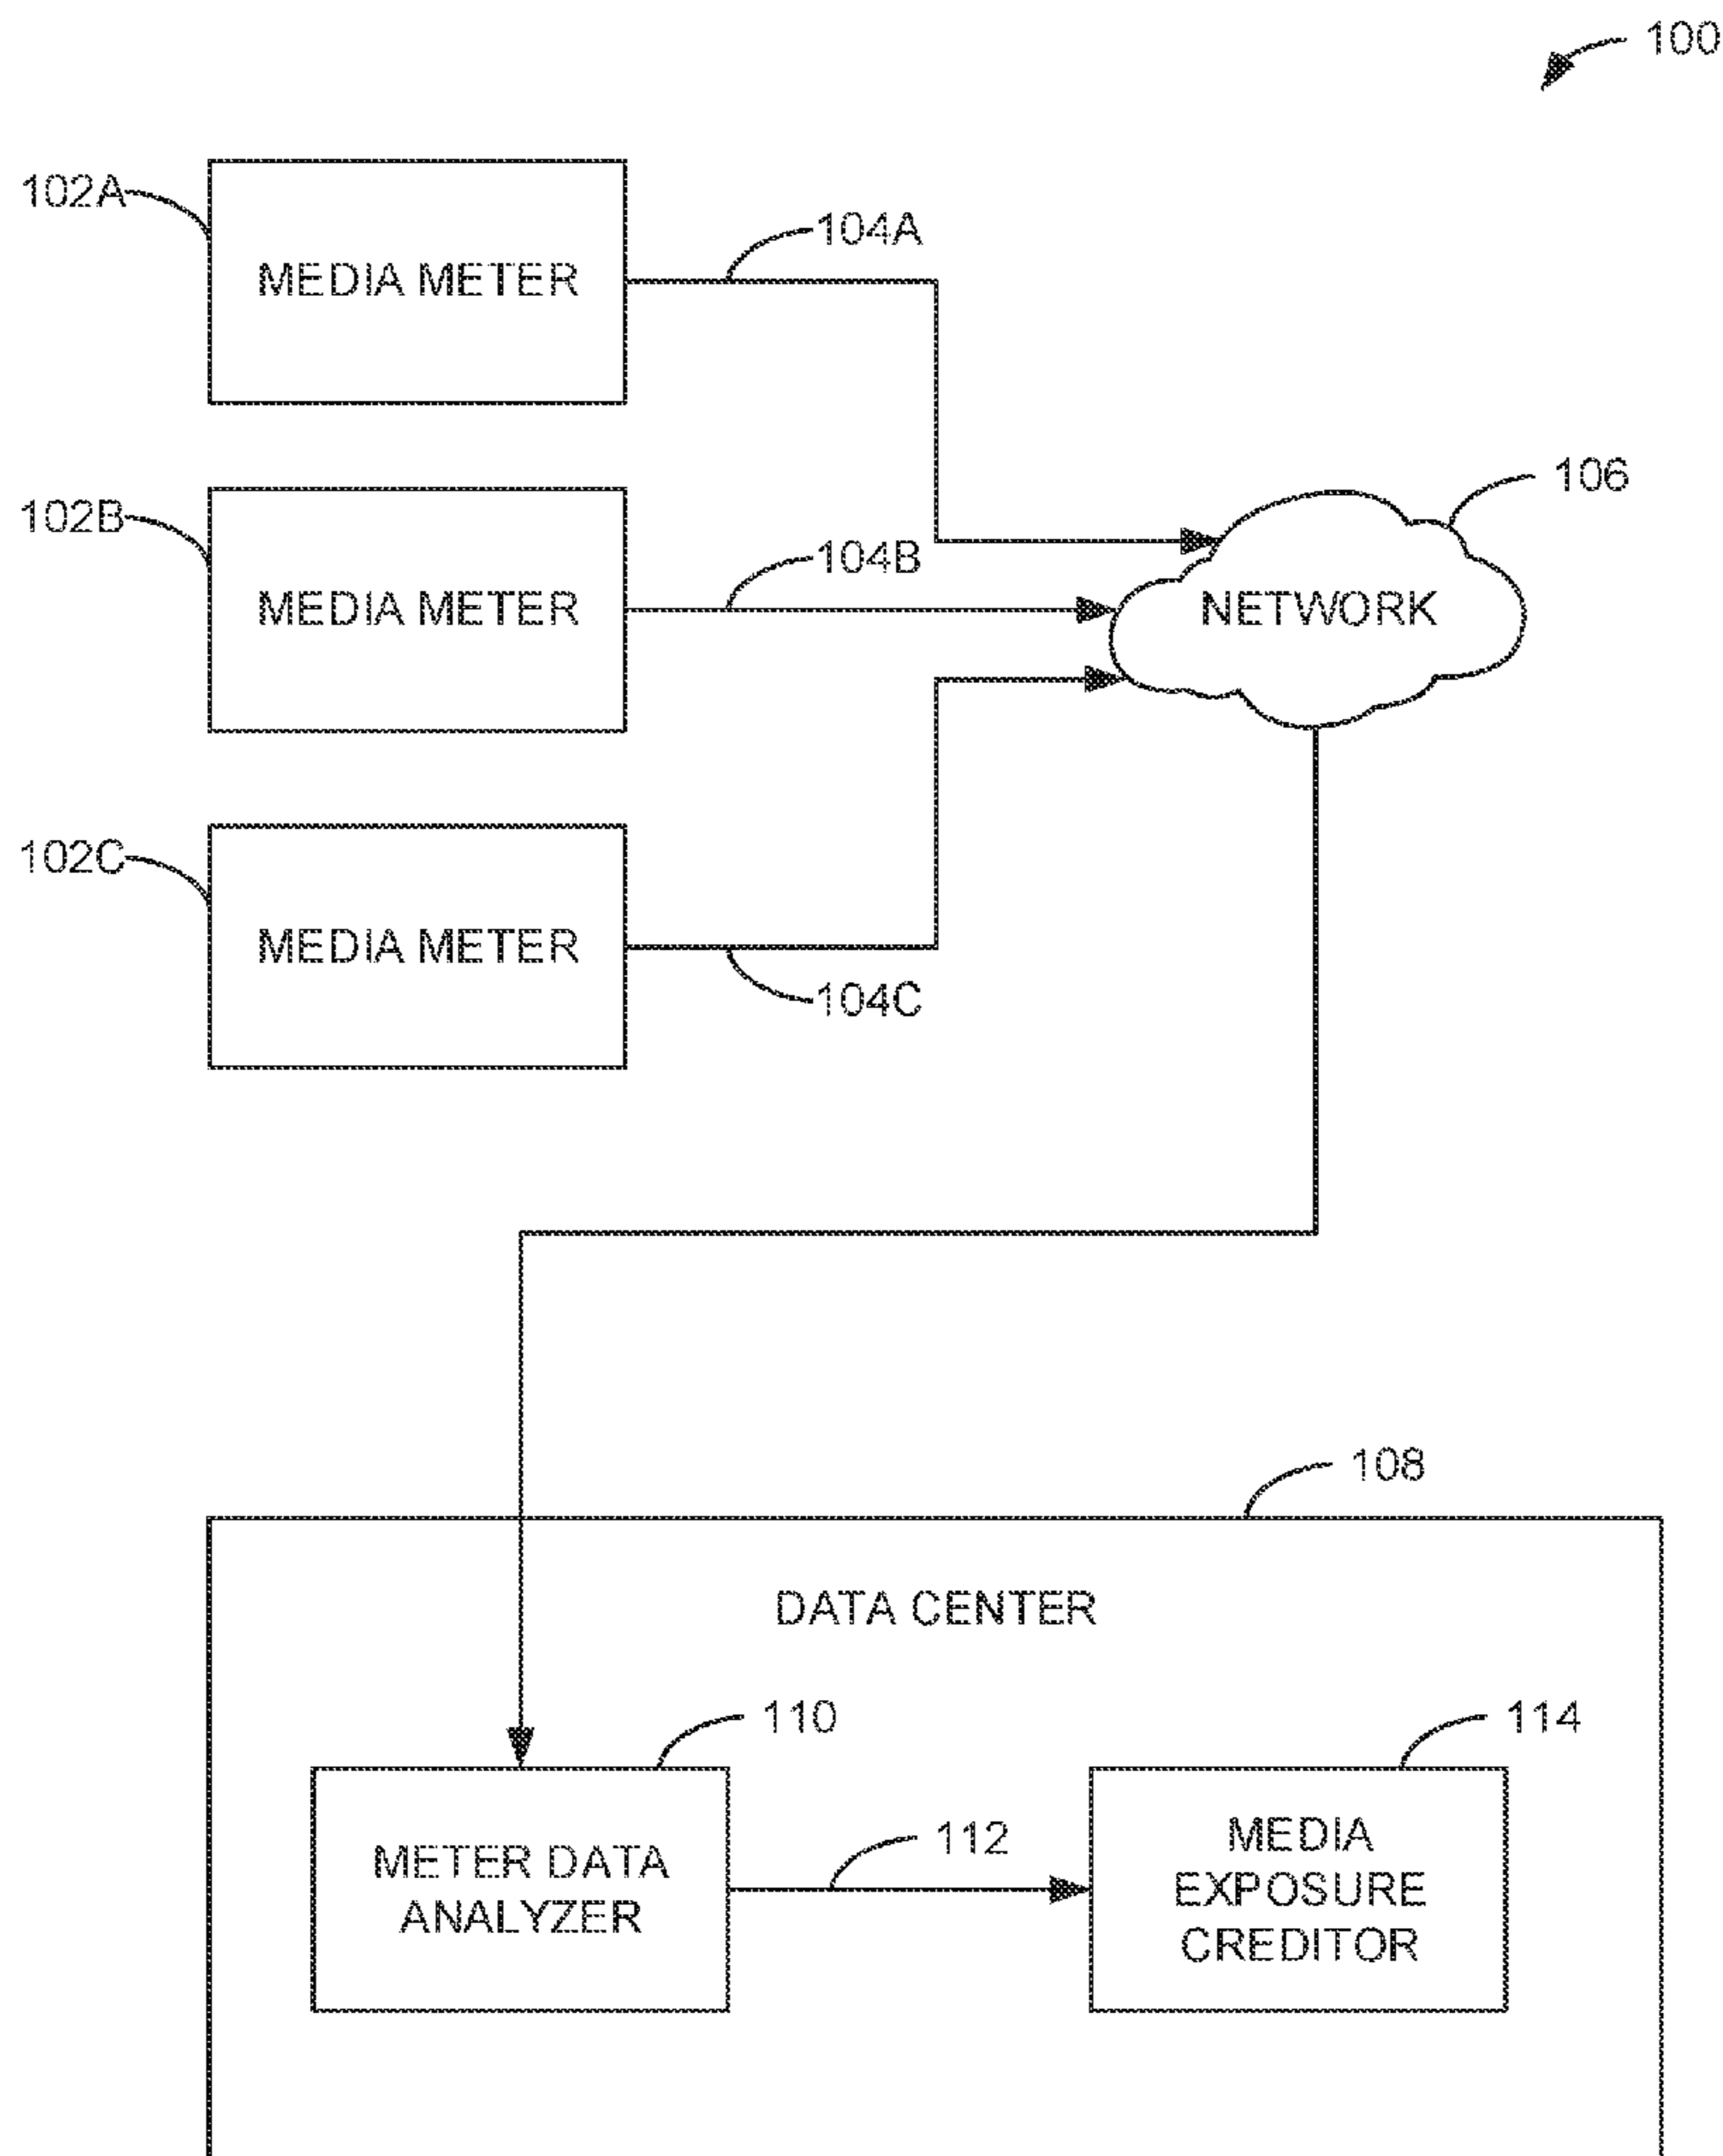 100
102A
MEDIA METER
104A
102B
MEDIA METER
104B
106
NETWORK
102C
MEDIA METER
104C
108
DATA CENTER
110
METER DATA
ANALYZER
112
114
MEDIA
EXPOSURE
CREDITOR